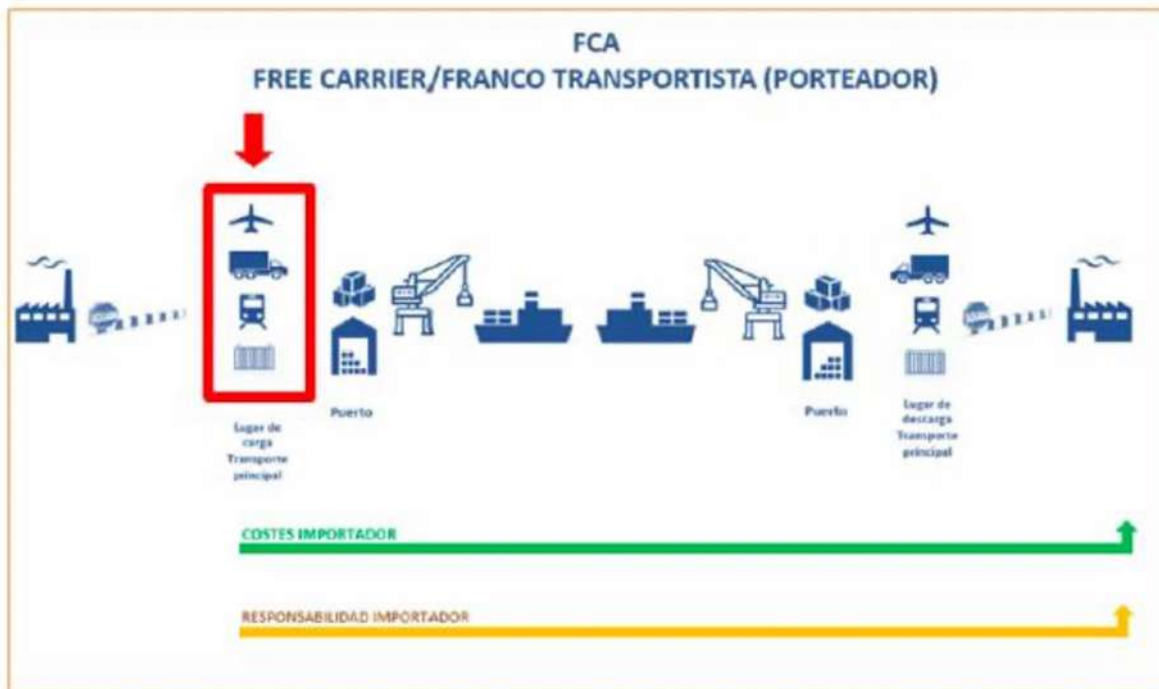 FCA
FREE CARRIER/FRANCO TRANSPORTISTA (PORTEADOR)
Lugar de
carga
Transporte
principal
Puerto
Puerto
Lugar de
descarga
Transporte
principal
COSTES IMPORTADOR
RESPONSABILIDAD IMPORTADOR